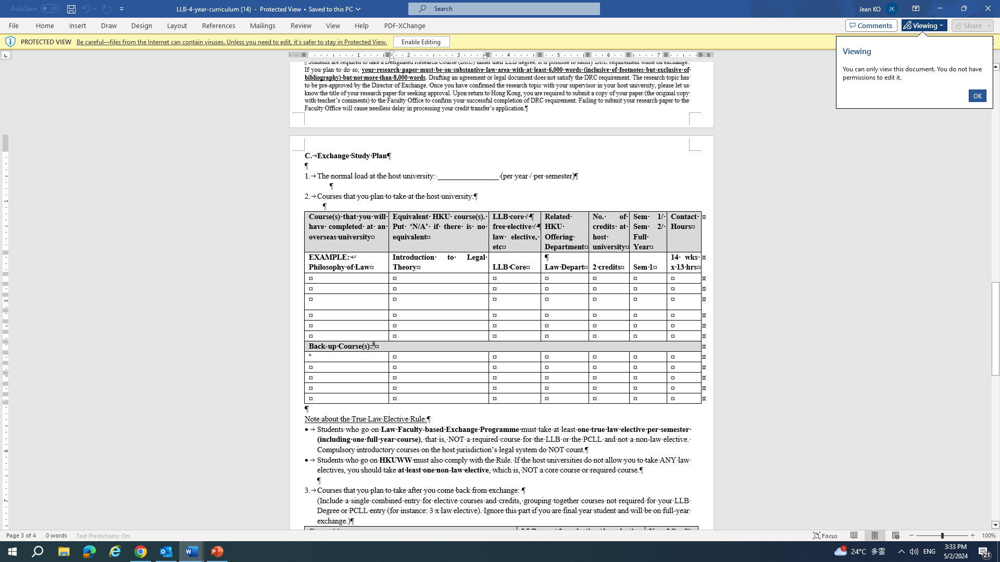 AutoSave Off LLB-4-year-curriculum (14) - Protected View • Saved to this PC Search Jean KO JK
File Home Insert Draw Design Layout References Mailings Review View Help PDF-XChange Comments Viewing Share
PROTECTED VIEW Be careful—files from the Internet can contain viruses. Unless you need to edit, it's safer to stay in Protected View. Enable Editing
Viewing
You can only view this document. You do not have
permissions to edit it.
OK
Students are required to take a Designated Research Course (DRC) under their LLB degree. It is possible to satisfy DRC requirement while on exchange.
If you plan to do so, your research paper must be on substantive law area with at least 6,000 words (inclusive of footnotes but exclusive of
bibliography) but not more than 8,000 words. Drafting an agreement or legal document does not satisfy the DRC requirement. The research topic has
to be pre-approved by the Director of Exchange. Once you have confirmed the research topic with your supervisor in your host university, please let us
know the title of your research paper for seeking approval. Upon return to Hong Kong, you are required to submit a copy of your paper (the original copy
with teacher's comments) to the Faculty Office to confirm your successful completion of DRC requirement. Failing to submit your research paper to the
Faculty Office will cause needless delay in processing your credit transfer's application.
C. Exchange Study Plan
1. The normal load at the host university: ________________ (per year / per semester)
2. Courses that you plan to take at the host university:
Course(s) that you will have completed at an overseas university
Equivalent HKU course(s). Put ‘N/A’ if there is no equivalent
LLB core / free elective / law elective, etc
Related HKU Offering Department
No. of credits at host university
Sem 1/ Sem 2/ Full Year
Contact Hours
EXAMPLE: Philosophy of Law
Introduction to Legal Theory
LLB Core
Law Depart
2 credits
Sem 1
14 wks x 13 hrs
Back-up Course(s):
Note about the True Law Elective Rule:
• Students who go on Law Faculty-based Exchange Programme must take at least one true law elective per semester
(including one full year course), that is, NOT a required course for the LLB or the PCLL and not a non-law elective.
Compulsory introductory courses on the host jurisdiction's legal system do NOT count.
• Students who go on HKUWW must also comply with the Rule. If the host universities do not allow you to take ANY law
electives, you should take at least one non-law elective, which is, NOT a core course or required course.
3. Courses that you plan to take after you come back from exchange:
(Include a single combined entry for elective courses and credits, grouping together courses not required for your LLB
Degree or PCLL entry (for instance: 3 x law elective). Ignore this part if you are final year student and will be on full-year
exchange.)
Page 3 of 4 0 words Text Predictions: On Focus 100%
24°C 多雲 ENG 3:33 PM
5/2/2024 21